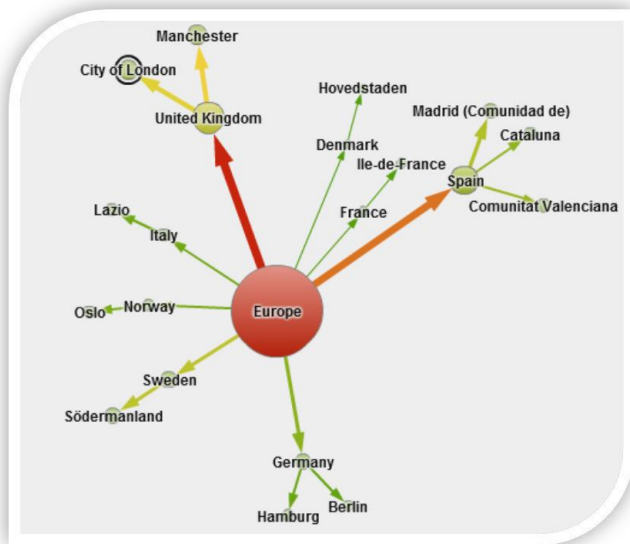 Manchester
City of London
United Kingdom
Hovedstaden
Madrid (Comunidad de)
Cataluna
Denmark
Ile-de-France
Spain
Comunitat Valenciana
Lazio
France
Italy
Oslo
Norway
Europe
Sweden
Södermanland
Germany
Hamburg
Berlin